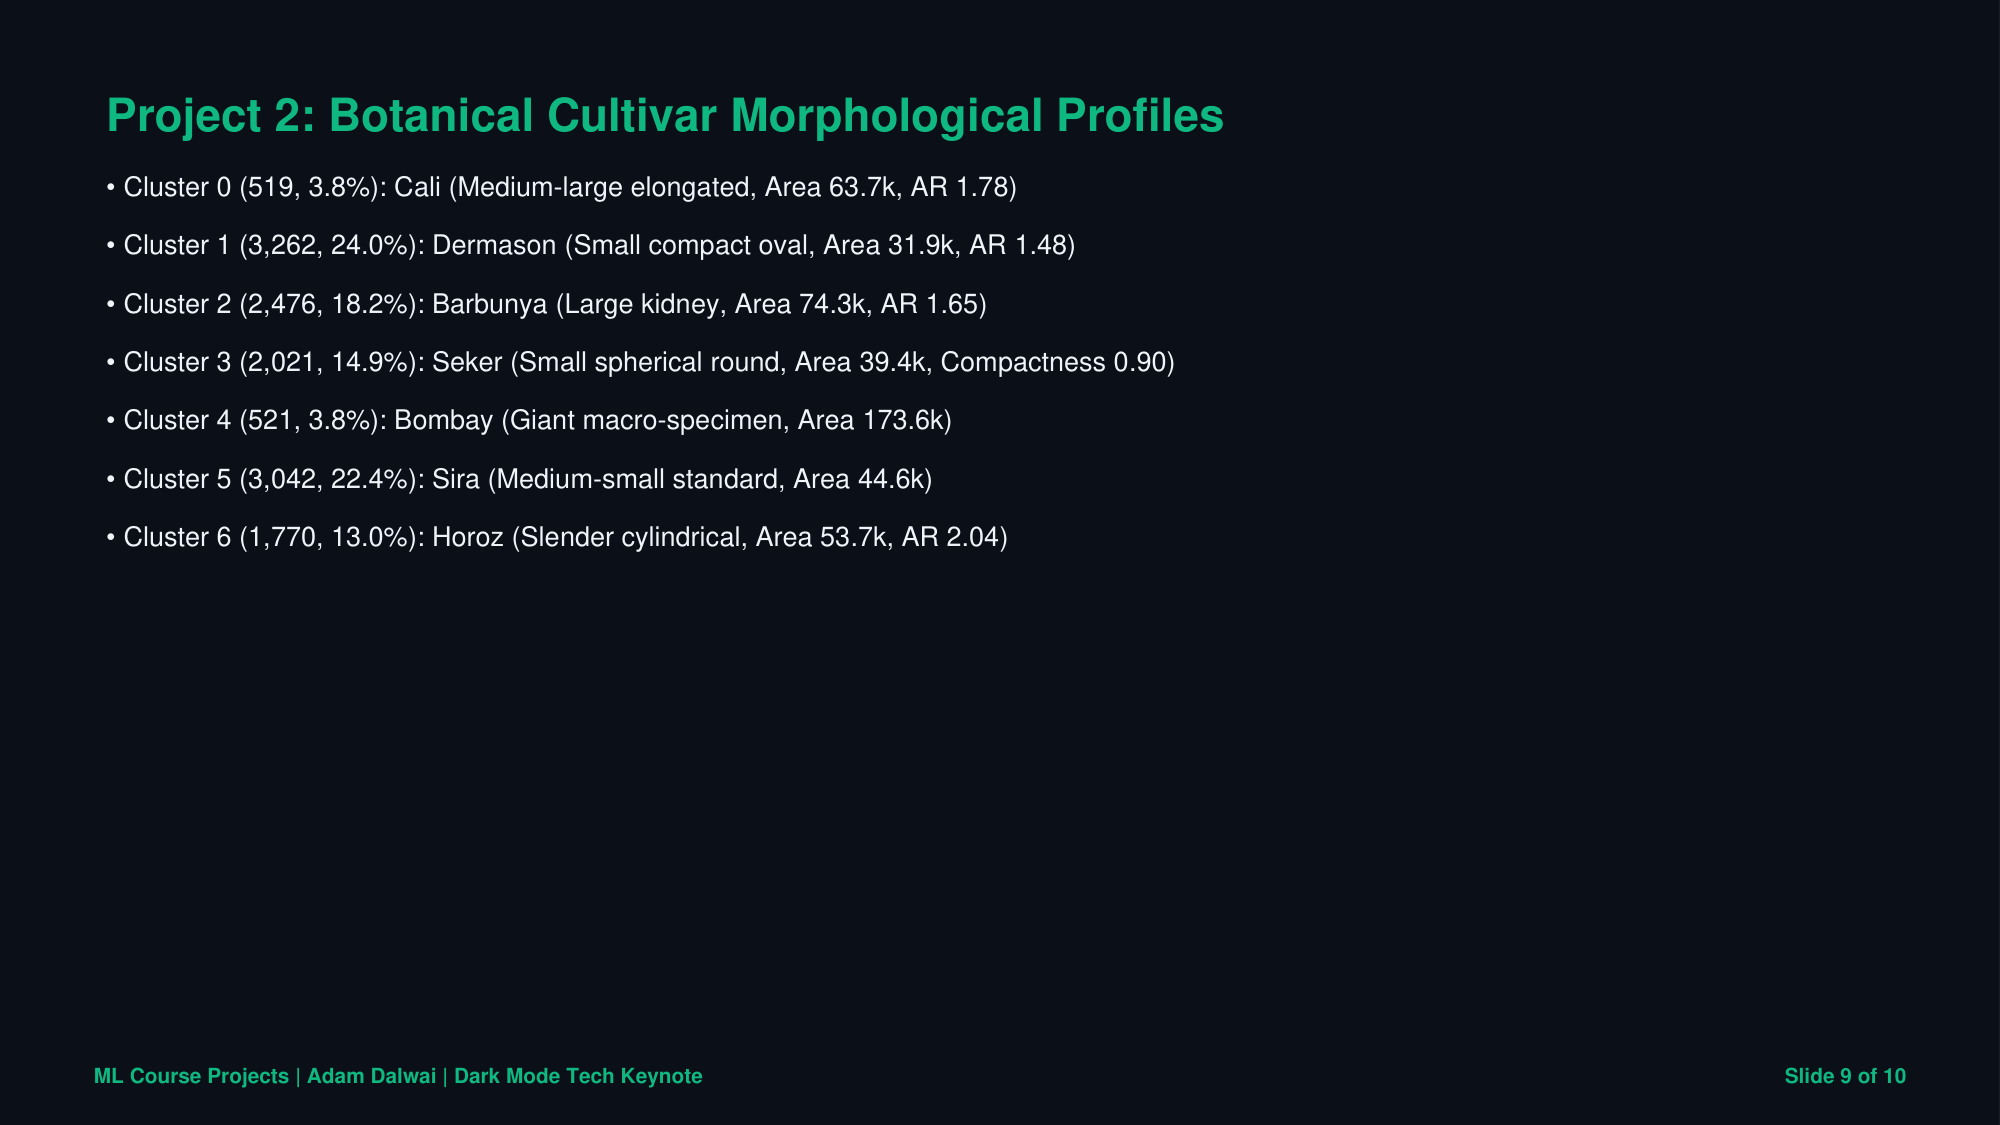 Project 2: Botanical Cultivar Morphological Profiles
• Cluster 0 (519, 3.8%): Cali (Medium-large elongated, Area 63.7k, AR 1.78)
• Cluster 1 (3,262, 24.0%): Dermason (Small compact oval, Area 31.9k, AR 1.48)
• Cluster 2 (2,476, 18.2%): Barbunya (Large kidney, Area 74.3k, AR 1.65)
• Cluster 3 (2,021, 14.9%): Seker (Small spherical round, Area 39.4k, Compactness 0.90)
• Cluster 4 (521, 3.8%): Bombay (Giant macro-specimen, Area 173.6k)
• Cluster 5 (3,042, 22.4%): Sira (Medium-small standard, Area 44.6k)
• Cluster 6 (1,770, 13.0%): Horoz (Slender cylindrical, Area 53.7k, AR 2.04)
ML Course Projects | Adam Dalwai | Dark Mode Tech Keynote
Slide 9 of 10